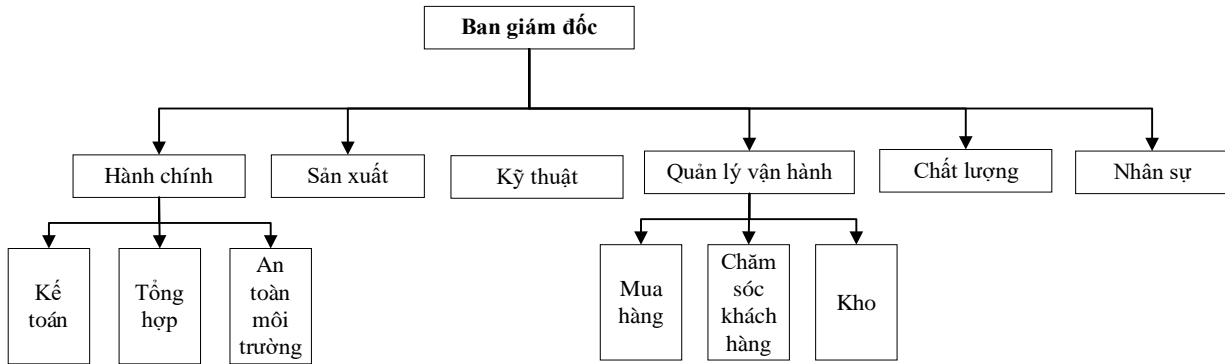 Ban giám đốc
Hành chính
Sản xuất
Kỹ thuật
Quản lý vận hành
Chất lượng
Nhân sự
Kế
toán
Tổng
hợp
An
toàn
môi
trường
Mua
hàng
Chăm
sóc
khách
hàng
Kho